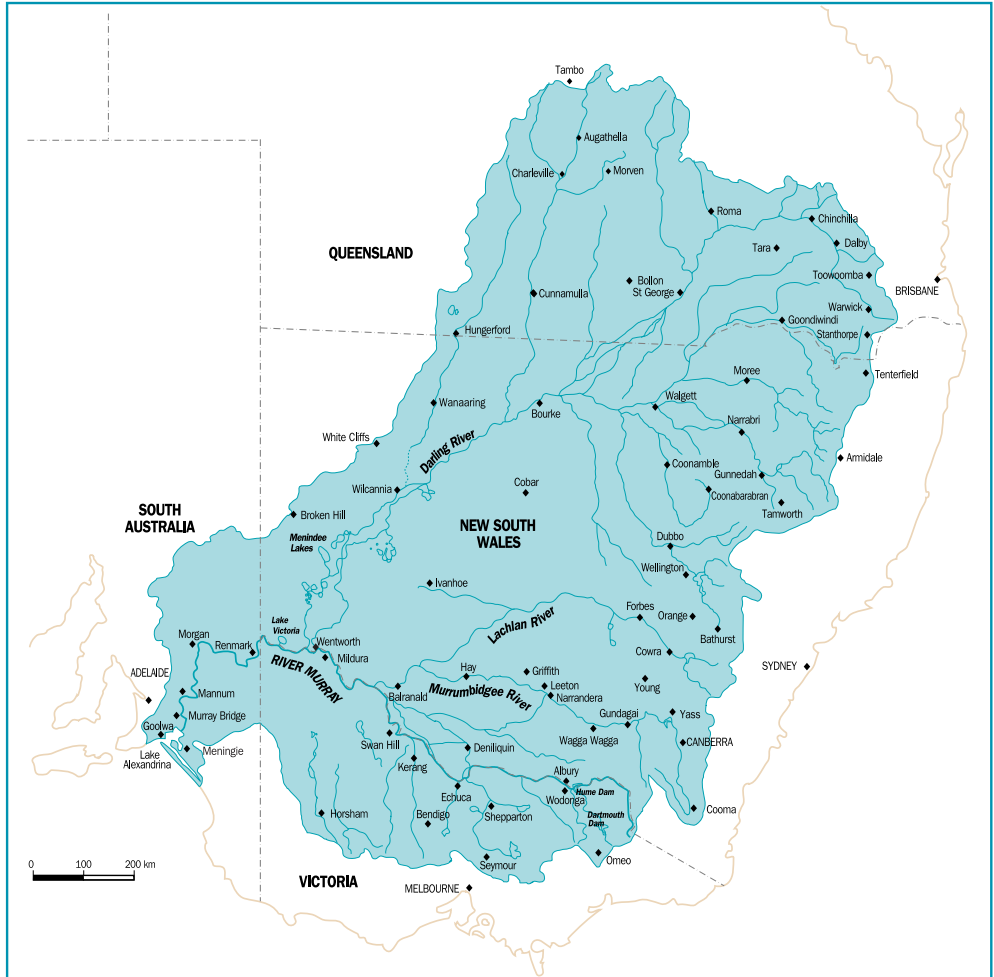 Tambo
Augathella
Charleville
Morven
Roma
Chinchilla
QUEENSLAND
Tara
Dalby
Toowoomba
Bollon
BRISBANE
Cunnamulla
St George
Warwick
Goondiwindi
Hungerford
Stanthorpe
Moree
Tenterfield
Wanaaring
Bourke
Walgett
Narrabri
White Cliffs
Darling River
Armidale
Coonamble
Gunnedah
Wilcannia
Cobar
Coonabarabran
Tamworth
SOUTH
AUSTRALIA
Broken Hill
NEW SOUTH
WALES
Menindee
Lakes
Dubbo
Wellington
Ivanhoe
Forbes
Orange
Lachlan River
Lake
Victoria
Bathurst
Morgan
Renmark
Wentworth
Mildura
Cowra
SYDNEY
RIVER MURRAY
Hay
Griffith
ADELAIDE
Balranald
Leeton
Young
Mannum
Murrumbidgee River
Narrandera
Murray Bridge
Gundagai
Yass
Goolwa
Swan Hill
Wagga Wagga
CANBERRA
Lake
Alexandrina
Meningie
Deniliquin
Kerang
Albury
Echuca
Wodonga
Hume Dam
Horsham
Bendigo
Shepparton
Dartmouth
Dam
Cooma
Seymour
Omeo
0 100 200 km
VICTORIA
MELBOURNE